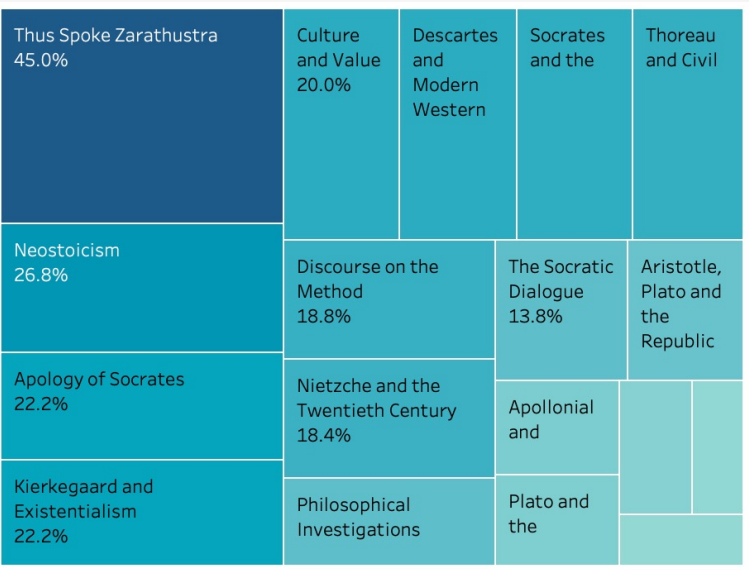 Thus Spoke Zarathustra
45.0%
Neostoicism
26.8%
Apology of Socrates
22.2%
Kierkegaard and
Existentialism
22.2%
Culture
and Value
20.0%
Descartes
and
Modern
Western
Socrates
and the
Thoreau
and Civil
Discourse on the
Method
18.8%
Nietzche and the
Twentieth Century
18.4%
Philosophical
Investigations
The Socratic
Dialogue
13.8%
Aristotle,
Plato and
the
Republic
Apollonial
and
Plato and
the